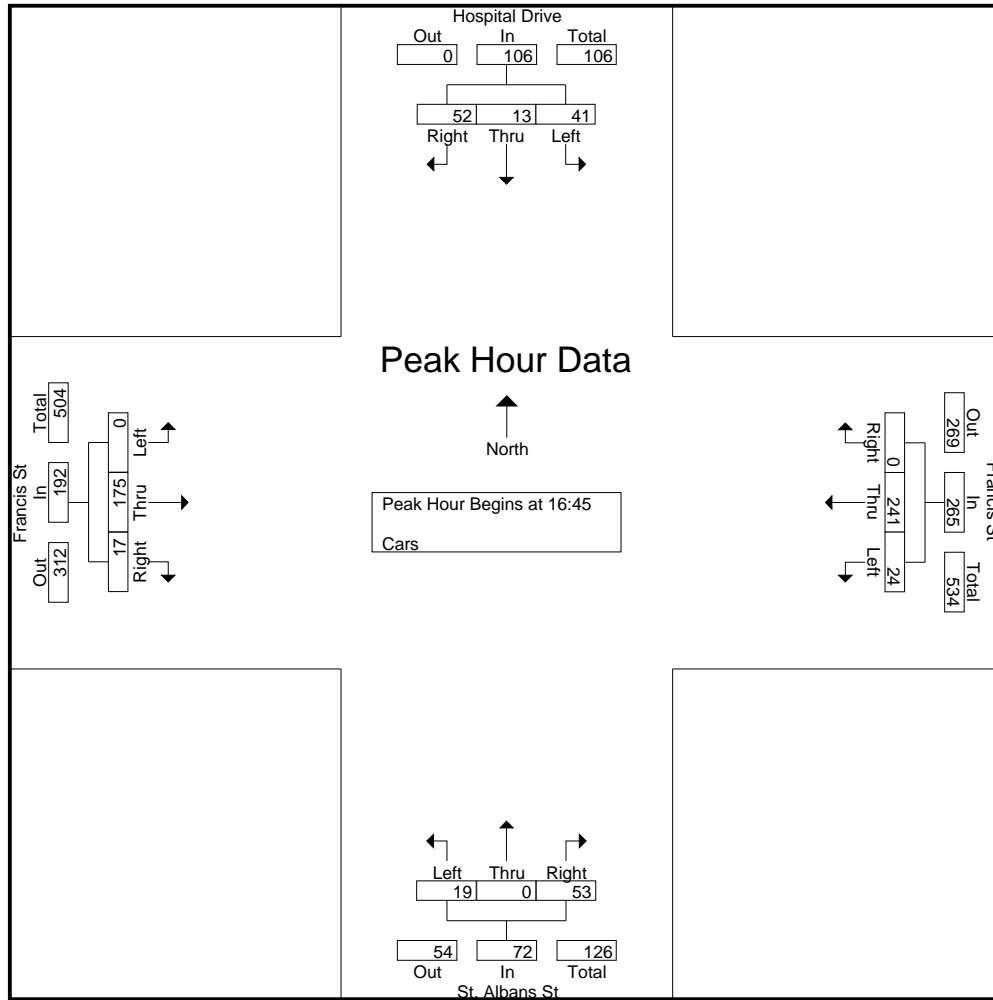 Hospital Drive
Out In Total
0 106 106
52 13 41
Right Thru Left
Peak Hour Data
North
Peak Hour Begins at 16:45
Cars
Francis St
Total In Out
504 192 312
0 175 17
Left Thru Right
Right Thru Left
0 241 24
Out In Total
269 265 534
Francis St
Left Thru Right
19 0 53
54 72 126
Out In Total
St. Albans St